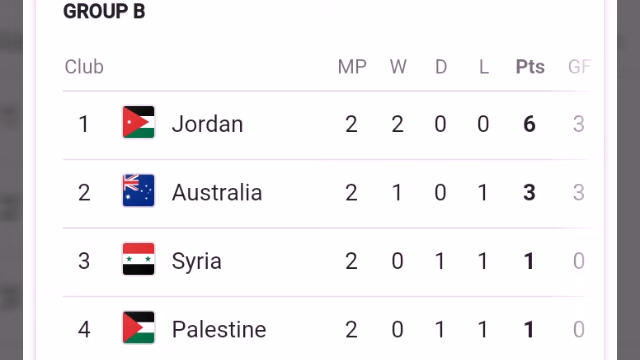 GROUP B
Club MP W D L Pts GF
1 Jordan 2 2 0 0 6 3
2 Australia 2 1 0 1 3 3
3 Syria 2 0 1 1 1 0
4 Palestine 2 0 1 1 1 0